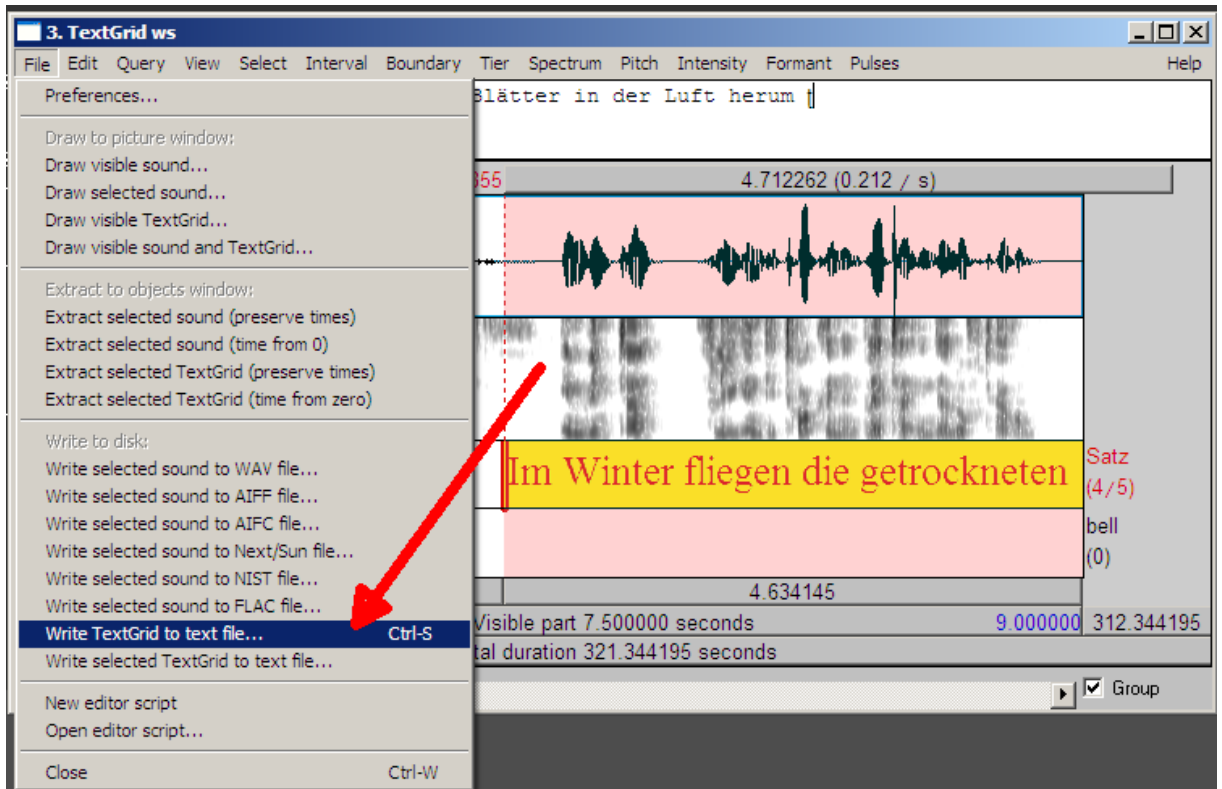 3. TextGrid ws
File Edit Query View Select Interval Boundary Tier Spectrum Pitch Intensity Formant Pulses Help
Preferences...
Draw to picture window:
Draw visible sound...
Draw selected sound...
Draw visible TextGrid...
Draw visible sound and TextGrid...
Extract to objects window:
Extract selected sound (preserve times)
Extract selected sound (time from 0)
Extract selected TextGrid (preserve times)
Extract selected TextGrid (time from zero)
Write to disk:
Write selected sound to WAV file...
Write selected sound to AIFF file...
Write selected sound to AIFC file...
Write selected sound to Next/Sun file...
Write selected sound to NIST file...
Write selected sound to FLAC file...
Write TextGrid to text file... Ctrl-S
Write selected TextGrid to text file...
New editor script
Open editor script...
Close Ctrl-W
Blätter in der Luft herum
355 4.712262 (0.212 / s)
Im Winter fliegen die getrockneten
Satz
(4/5)
bell
(0)
4.634145
Visible part 7.500000 seconds 9.000000 312.344195
tal duration 321.344195 seconds
Group